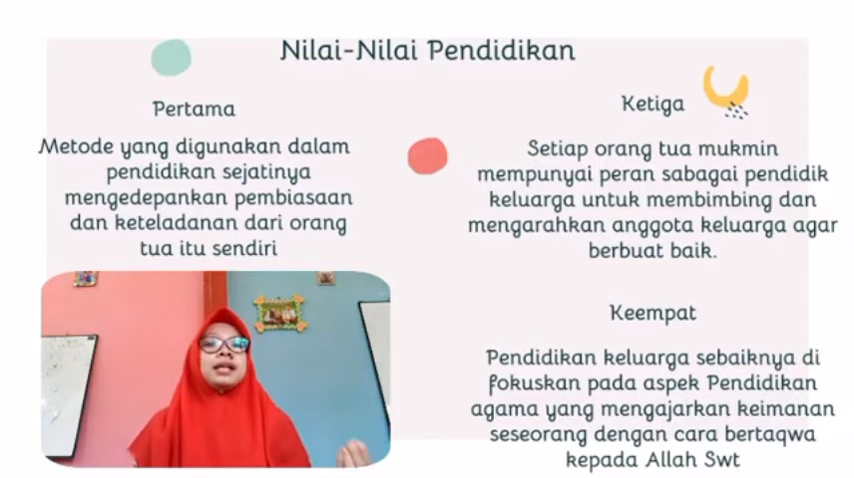 Nilai-Nilai Pendidikan
Pertama
Metode yang digunakan dalam
pendidikan sejatinya
mengedepankan pembiasaan
dan keteladanan dari orang
tua itu sendiri
Ketiga
Setiap orang tua mukmin
mempunyai peran sabagai pendidik
keluarga untuk membimbing dan
mengarahkan anggota keluarga agar
berbuat baik.
Keempat
Pendidikan keluarga sebaiknya di
fokuskan pada aspek Pendidikan
agama yang mengajarkan keimanan
seseorang dengan cara bertaqwa
kepada Allah Swt